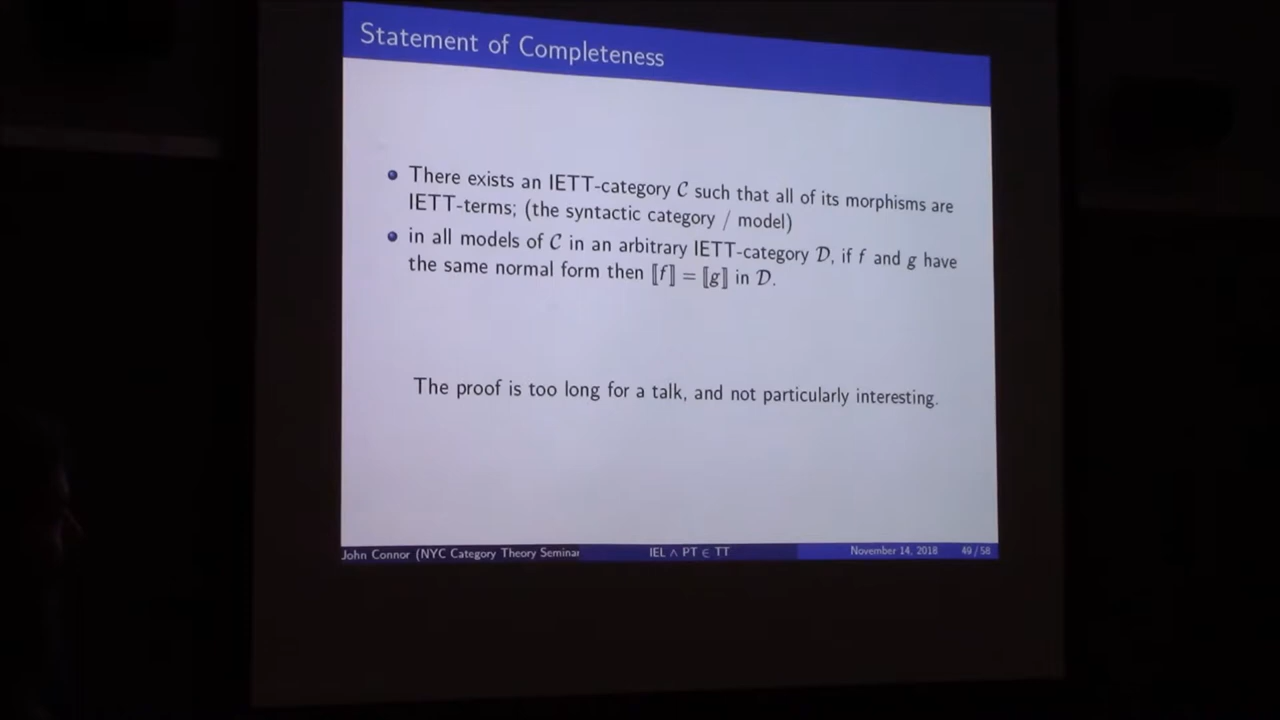 Statement of Completeness
There exists an IETT-category 𝒞 such that all of its morphisms are
IETT-terms; (the syntactic category / model)
in all models of 𝒞 in an arbitrary IETT-category 𝒟, if f and g have
the same normal form then ⟦f⟧ = ⟦g⟧ in 𝒟.
The proof is too long for a talk, and not particularly interesting.
John Connor (NYC Category Theory Seminar IEL ∧ PT ∈ TT November 14, 2018 49 / 58